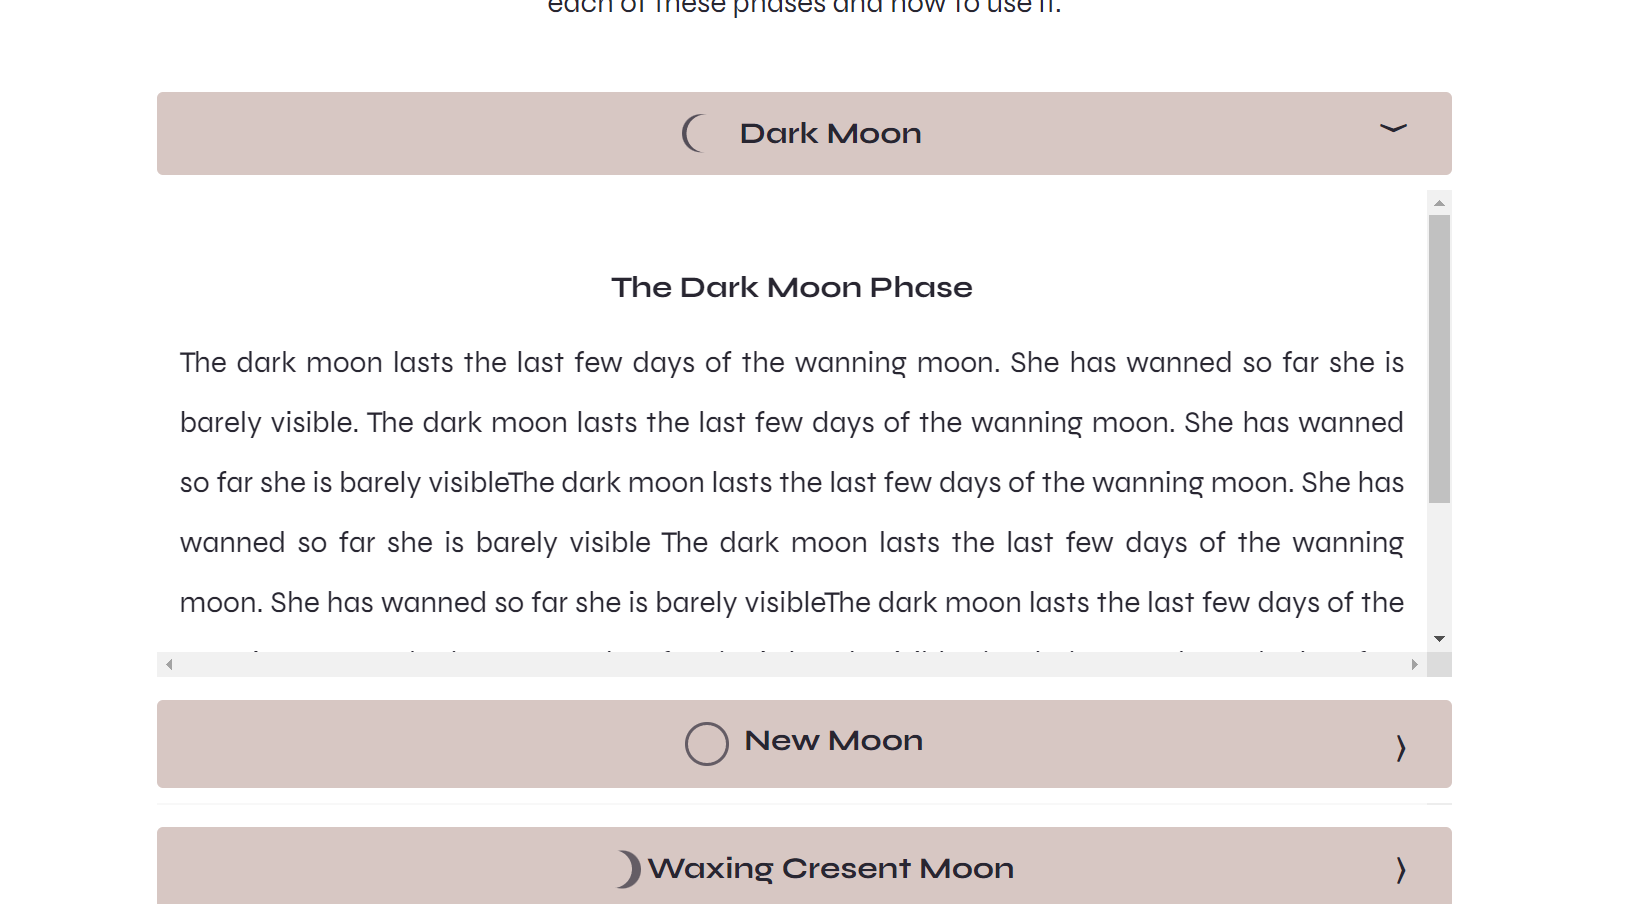 each of these phases and how to use it.
Dark Moon
The Dark Moon Phase
The dark moon lasts the last few days of the wanning moon. She has wanned so far she is
barely visible. The dark moon lasts the last few days of the wanning moon. She has wanned
so far she is barely visibleThe dark moon lasts the last few days of the wanning moon. She has
wanned so far she is barely visible The dark moon lasts the last few days of the wanning
moon. She has wanned so far she is barely visibleThe dark moon lasts the last few days of the
New Moon
Waxing Cresent Moon